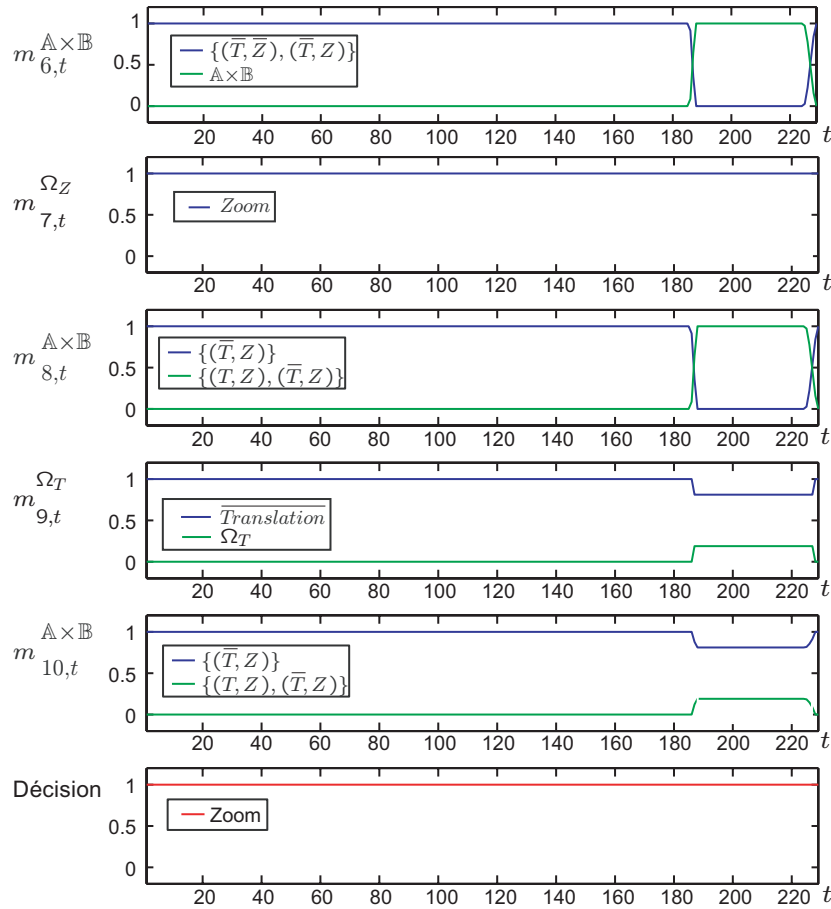 m 6,t 𝔸×𝔹
1
0.5
0
{(T̅, Z̅), (T̅, Z)}
𝔸×𝔹
20 40 60 80 100 120 140 160 180 200 220 t
m 7,t Ω_Z
1
0.5
0
Zoom
20 40 60 80 100 120 140 160 180 200 220 t
m 8,t 𝔸×𝔹
1
0.5
0
{(T̅, Z)}
{(T, Z), (T̅, Z)}
20 40 60 80 100 120 140 160 180 200 220 t
m 9,t Ω_T
1
0.5
0
T̅r̅a̅n̅s̅l̅a̅t̅i̅o̅n̅
Ω_T
20 40 60 80 100 120 140 160 180 200 220 t
m 10,t 𝔸×𝔹
1
0.5
0
{(T̅, Z)}
{(T, Z), (T̅, Z)}
20 40 60 80 100 120 140 160 180 200 220 t
Décision
1
0.5
0
Zoom
20 40 60 80 100 120 140 160 180 200 220 t